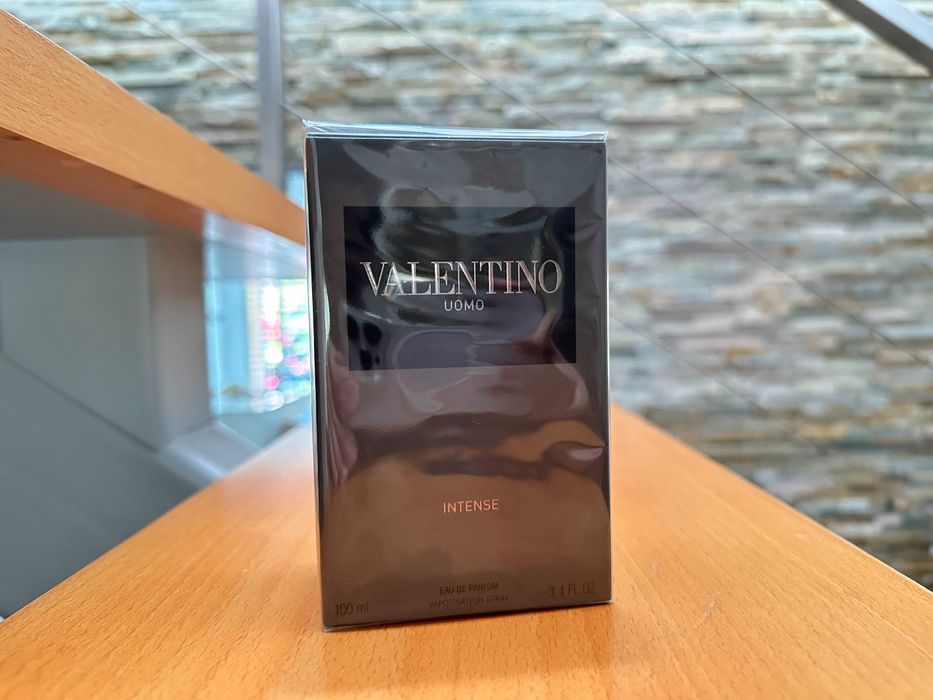 VALENTINO
UOMO
INTENSE
EAU DE PARFUM
VAPORISATEUR SPRAY
100 ml
3.4 FL OZ